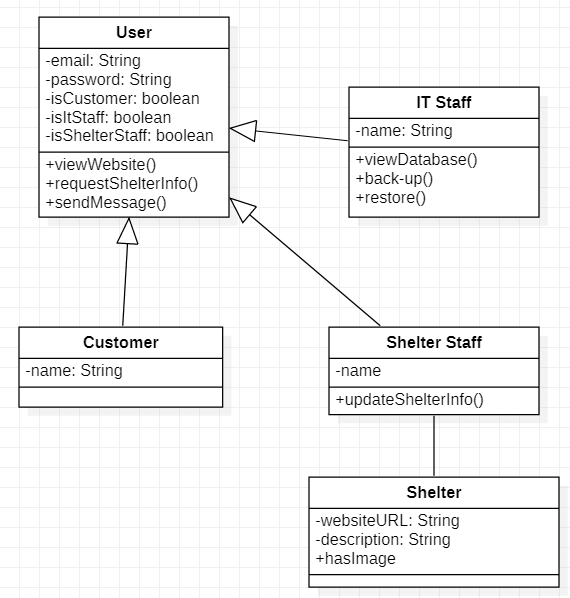 User
-email: String
-password: String
-isCustomer: boolean
-isItStaff: boolean
-isShelterStaff: boolean
+viewWebsite()
+requestShelterInfo()
+sendMessage()
IT Staff
-name: String
+viewDatabase()
+back-up()
+restore()
Customer
-name: String
Shelter Staff
-name
+updateShelterInfo()
Shelter
-websiteURL: String
-description: String
+hasImage